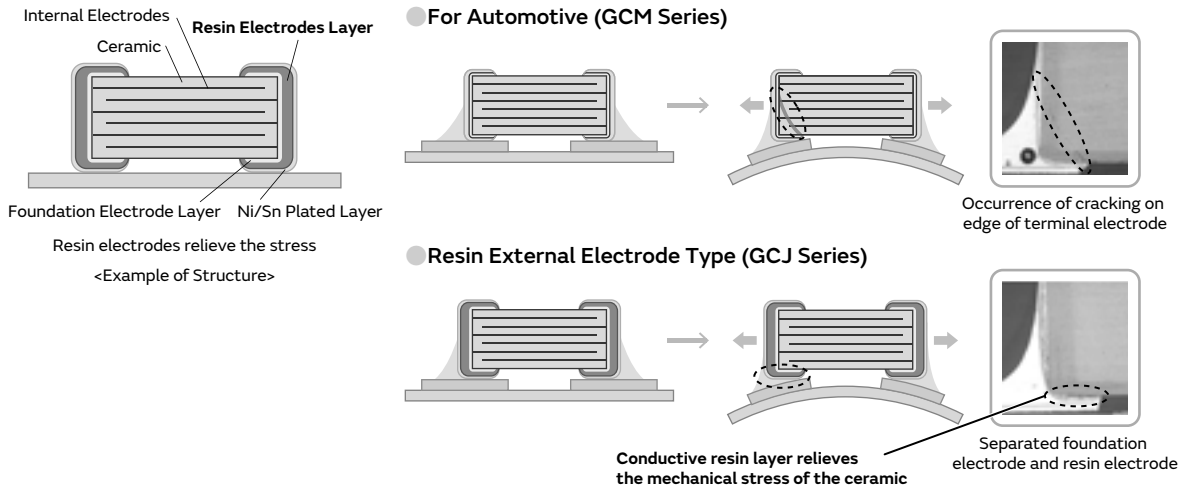 Internal Electrodes
Ceramic
Resin Electrodes Layer
Foundation Electrode Layer
Ni/Sn Plated Layer
Resin electrodes relieve the stress
<Example of Structure>
For Automotive (GCM Series)
Occurrence of cracking on
edge of terminal electrode
Resin External Electrode Type (GCJ Series)
Conductive resin layer relieves
the mechanical stress of the ceramic
Separated foundation
electrode and resin electrode